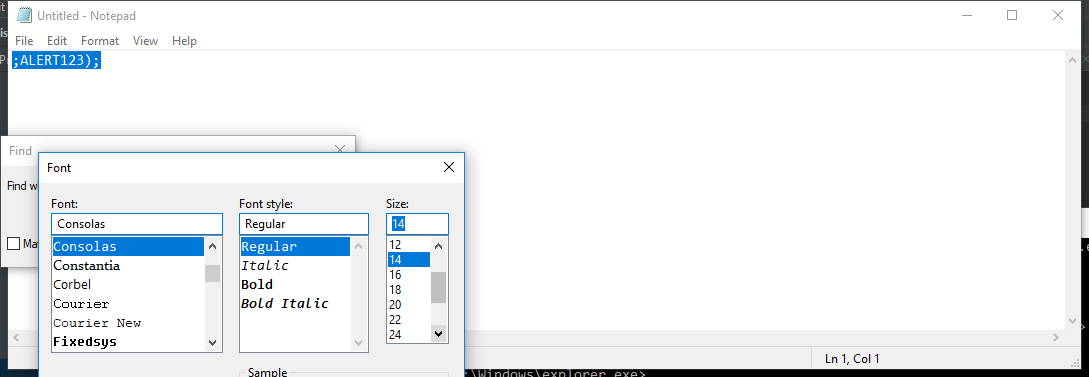 Untitled - Notepad
File Edit Format View Help
;ALERT123);
Find
Find w
Ma
Font
Font: Font style: Size:
Consolas Regular 14
Consolas Regular 12
Constantia Italic 14
Corbel Bold 16
Courier Bold Italic 18
Courier New 20
Fixedsys 22
24
Sample
Ln 1, Col 1
:\Windows\explorer.exe>